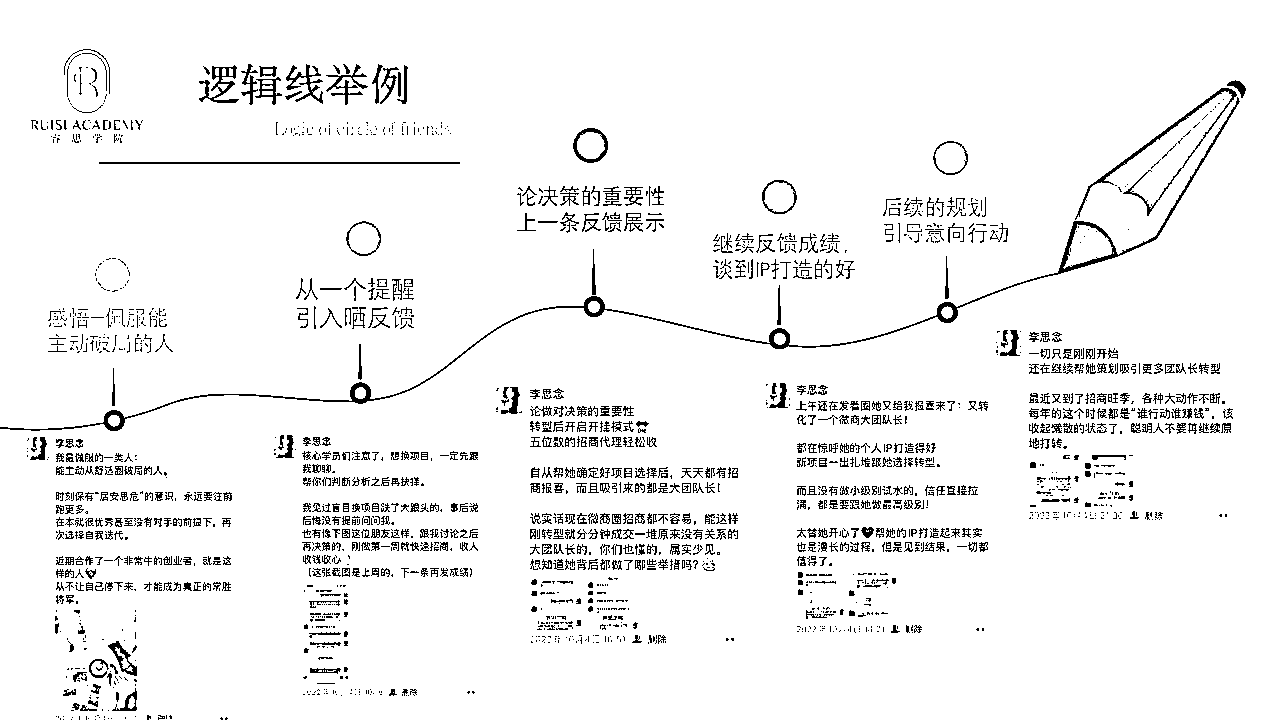 RUISI ACADEMY
睿思学院
逻辑线举例
Logic of circle of friends
感悟-佩服能
主动破局的人
从一个提醒
引入晒反馈
论决策的重要性
上一条反馈展示
继续反馈成绩，
谈到IP打造的好
后续的规划
引导意向行动
李思念
我最佩服的一类人：
能主动从舒适圈破局的人。
时刻保有“居安思危”的意识，永远要往前
跑更多。
在本就很优秀甚至没有对手的前提下，再
次选择自我迭代。
近期合作了一个非常牛的创业者，就是这
样的人
从不让自己停下来，才能成为真正的常胜
将军。
李思念
核心学员们注意了，想换项目，一定先跟
我聊聊。
帮你们判断分析之后再抉择。
我见过盲目换项目跌了大跟头的，事后说
后悔没有提前问问我。
也有像下图这位朋友这样，跟我讨论之后
再决策的，刚做第一周就快速招商，收人
收钱收心
（这张截图是上周的，下一条再发成绩）
删除
李思念
论做对决策的重要性
转型后开启开挂模式
五位数的招商代理轻松收
自从帮她确定好项目选择后，天天都有招
商报喜，而且吸引来的都是大团队长！
说实话现在微商圈招商都不容易，能这样
刚转型就分分钟成交一堆原来没有关系的
大团队长的，你们也懂的，属实少见。
想知道她背后都做了哪些举措吗？
删除
李思念
上午还在发着圈她又给我报喜来了！又转
化了一个微商大团队长！
都在惊呼她的个人IP打造得好
新项目一出扎堆跟她选择转型。
而且没有做小级别试水的，信任直接拉
满，都是要跟她做最高级别！
太替她开心了❤帮她的IP打造起来其实
也是漫长的过程，但是见到结果，一切都
值得了。
删除
李思念
一切只是刚刚开始
还在继续帮她策划吸引更多团队长转型
最近又到了招商旺季，各种大动作不断。
每年的这个时候都是“谁行动谁赚钱”，该
收起懒散的状态了，聪明人不要再继续原
地打转。
删除